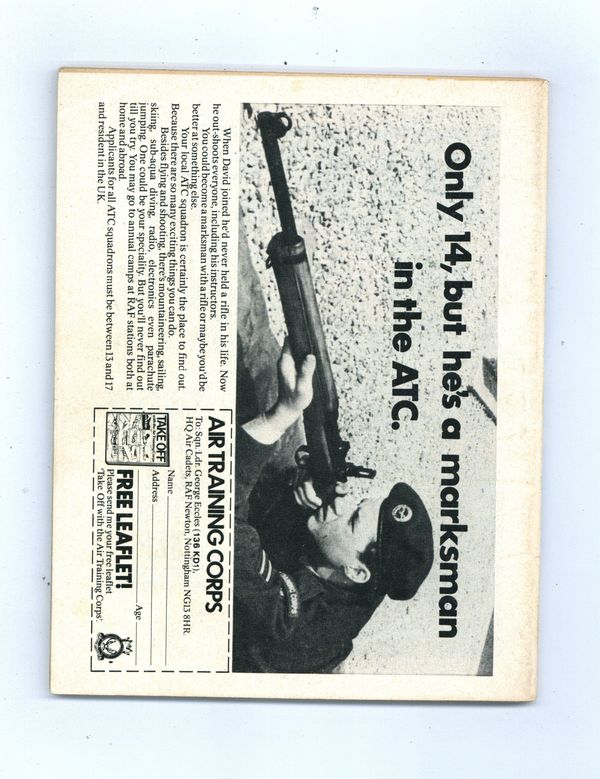 Only 14, but he's a marksman
in the ATC.
When David joined he'd never held a rifle in his life. Now
he out-shoots everyone, including his instructors.
You could become a marksman with a rifle or maybe you'd be
better at something else.
Your local ATC squadron is certainly the place to find out.
Because there are so many exciting things you can do.
Besides flying and shooting, there's mountaineering, sailing,
skiing, sub-aqua diving, radio, electronics even parachute
jumping. One could be your speciality. But you'll never find out
till you try. You may go to annual camps at RAF stations both at
home and abroad.
Applicants for all ATC squadrons must be between 13 and 17
and resident in the U.K.
AIR TRAINING CORPS
To: Sqn. Ldr. George Eccles (136 KD1),
HQ Air Cadets, RAF Newton, Nottingham NG13 8HR.
Name
Address
Age
TAKE OFF
FREE LEAFLET!
Please send me your free leaflet
'Take Off with the Air Training Corps'.